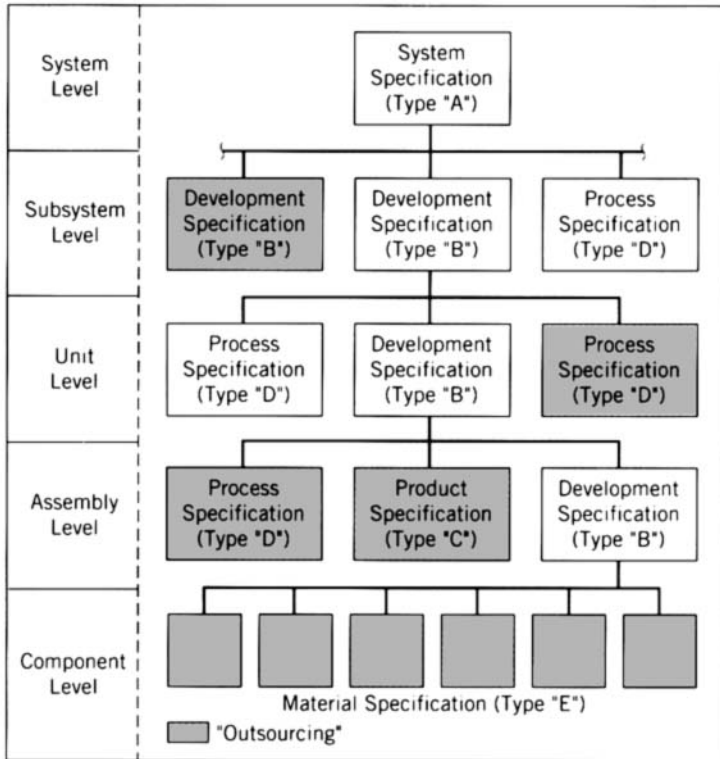 System
Level
System
Specification
(Type "A")
Subsystem
Level
Development
Specification
(Type "B")
Development
Specification
(Type "B")
Process
Specification
(Type "D")
Unit
Level
Process
Specification
(Type "D")
Development
Specification
(Type "B")
Process
Specification
(Type "D")
Assembly
Level
Process
Specification
(Type "D")
Product
Specification
(Type "C")
Development
Specification
(Type "B")
Component
Level
Material Specification (Type "E")
"Outsourcing"